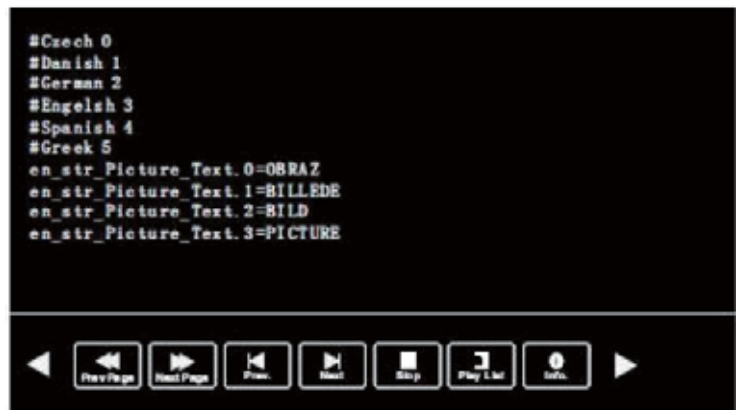 #Czech 0
#Danish 1
#German 2
#Engelsh 3
#Spanish 4
#Greek 5
en_str_Picture_Text.0=OBRAZ
en_str_Picture_Text.1=BILLEDE
en_str_Picture_Text.2=BILD
en_str_Picture_Text.3=PICTURE
Prev Page Next Page Prev. Next Stop Play List Info.